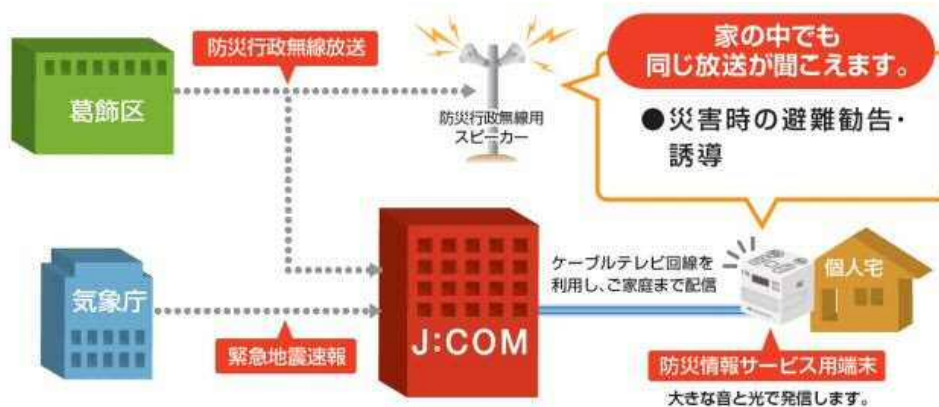 防災行政無線放送
葛飾区
防災行政無線用
スピーカー
家の中でも
同じ放送が聞こえます。
●災害時の避難勧告・
誘導
気象庁
緊急地震速報
J:COM
ケーブルテレビ回線を
利用し、ご家庭まで配信
個人宅
防災情報サービス用端末
大きな音と光で発信します。